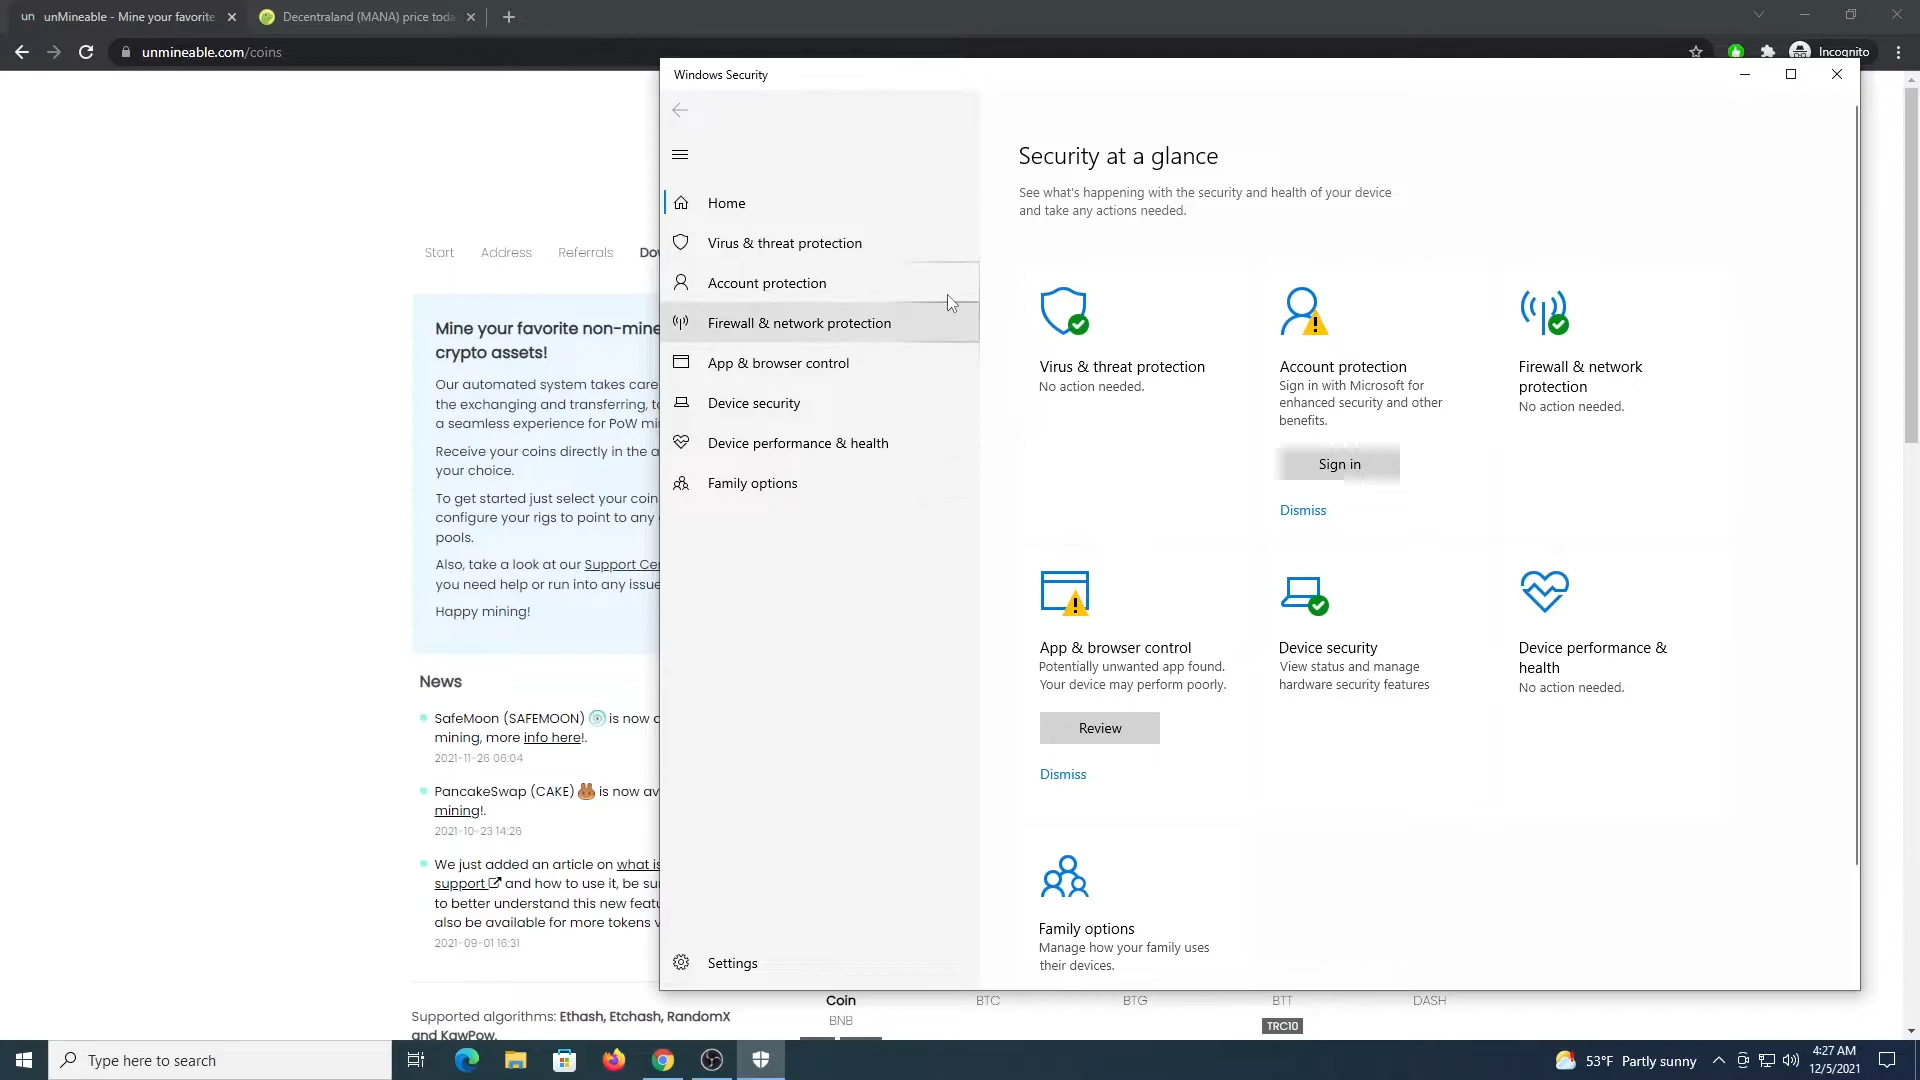 un unMineable - Mine your favorite
Decentraland (MANA) price toda
unmineable.com/coins
Incognito
Windows Security
Home
Virus & threat protection
Account protection
Firewall & network protection
App & browser control
Device security
Device performance & health
Family options
Settings
Security at a glance
See what's happening with the security and health of your device
and take any actions needed.
Virus & threat protection
No action needed.
Account protection
Sign in with Microsoft for
enhanced security and other
benefits.
Sign in
Dismiss
Firewall & network
protection
No action needed.
App & browser control
Potentially unwanted app found.
Your device may perform poorly.
Review
Dismiss
Device security
View status and manage
hardware security features
Device performance &
health
No action needed.
Family options
Manage how your family uses
their devices.
Start Address Referrals Dow
Mine your favorite non-mine
crypto assets!
Our automated system takes care
the exchanging and transferring, to
a seamless experience for PoW mi
Receive your coins directly in the a
your choice.
To get started just select your coin
configure your rigs to point to any
pools.
Also, take a look at our Support Ce
you need help or run into any issue
Happy mining!
News
SafeMoon (SAFEMOON) is now a
mining, more info here!.
2021-11-26 06:04
PancakeSwap (CAKE) is now av
mining!.
2021-10-23 14:26
We just added an article on what is
support and how to use it, be su
to better understand this new featu
also be available for more tokens v
2021-09-01 16:31
Supported algorithms: Ethash, Etchash, RandomX
and KawPow.
Coin BTC BTG BTT DASH
BNB
TRC10
Type here to search
53°F Partly sunny
4:27 AM
12/5/2021